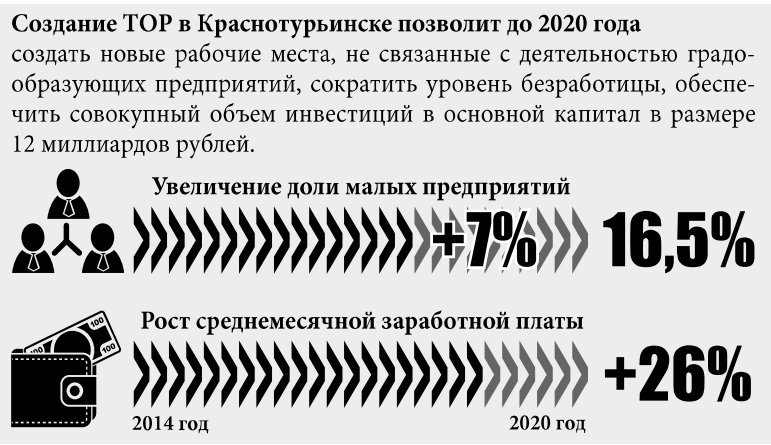 Создание ТОР в Краснотурьинске позволит до 2020 года
создать новые рабочие места, не связанные с деятельностью градо-
образующих предприятий, сократить уровень безработицы, обеспе-
чить совокупный объем инвестиций в основной капитал в размере
12 миллиардов рублей.
Увеличение доли малых предприятий
+7%
16,5%
Рост среднемесячной заработной платы
100
100
+26%
2014 год
2020 год